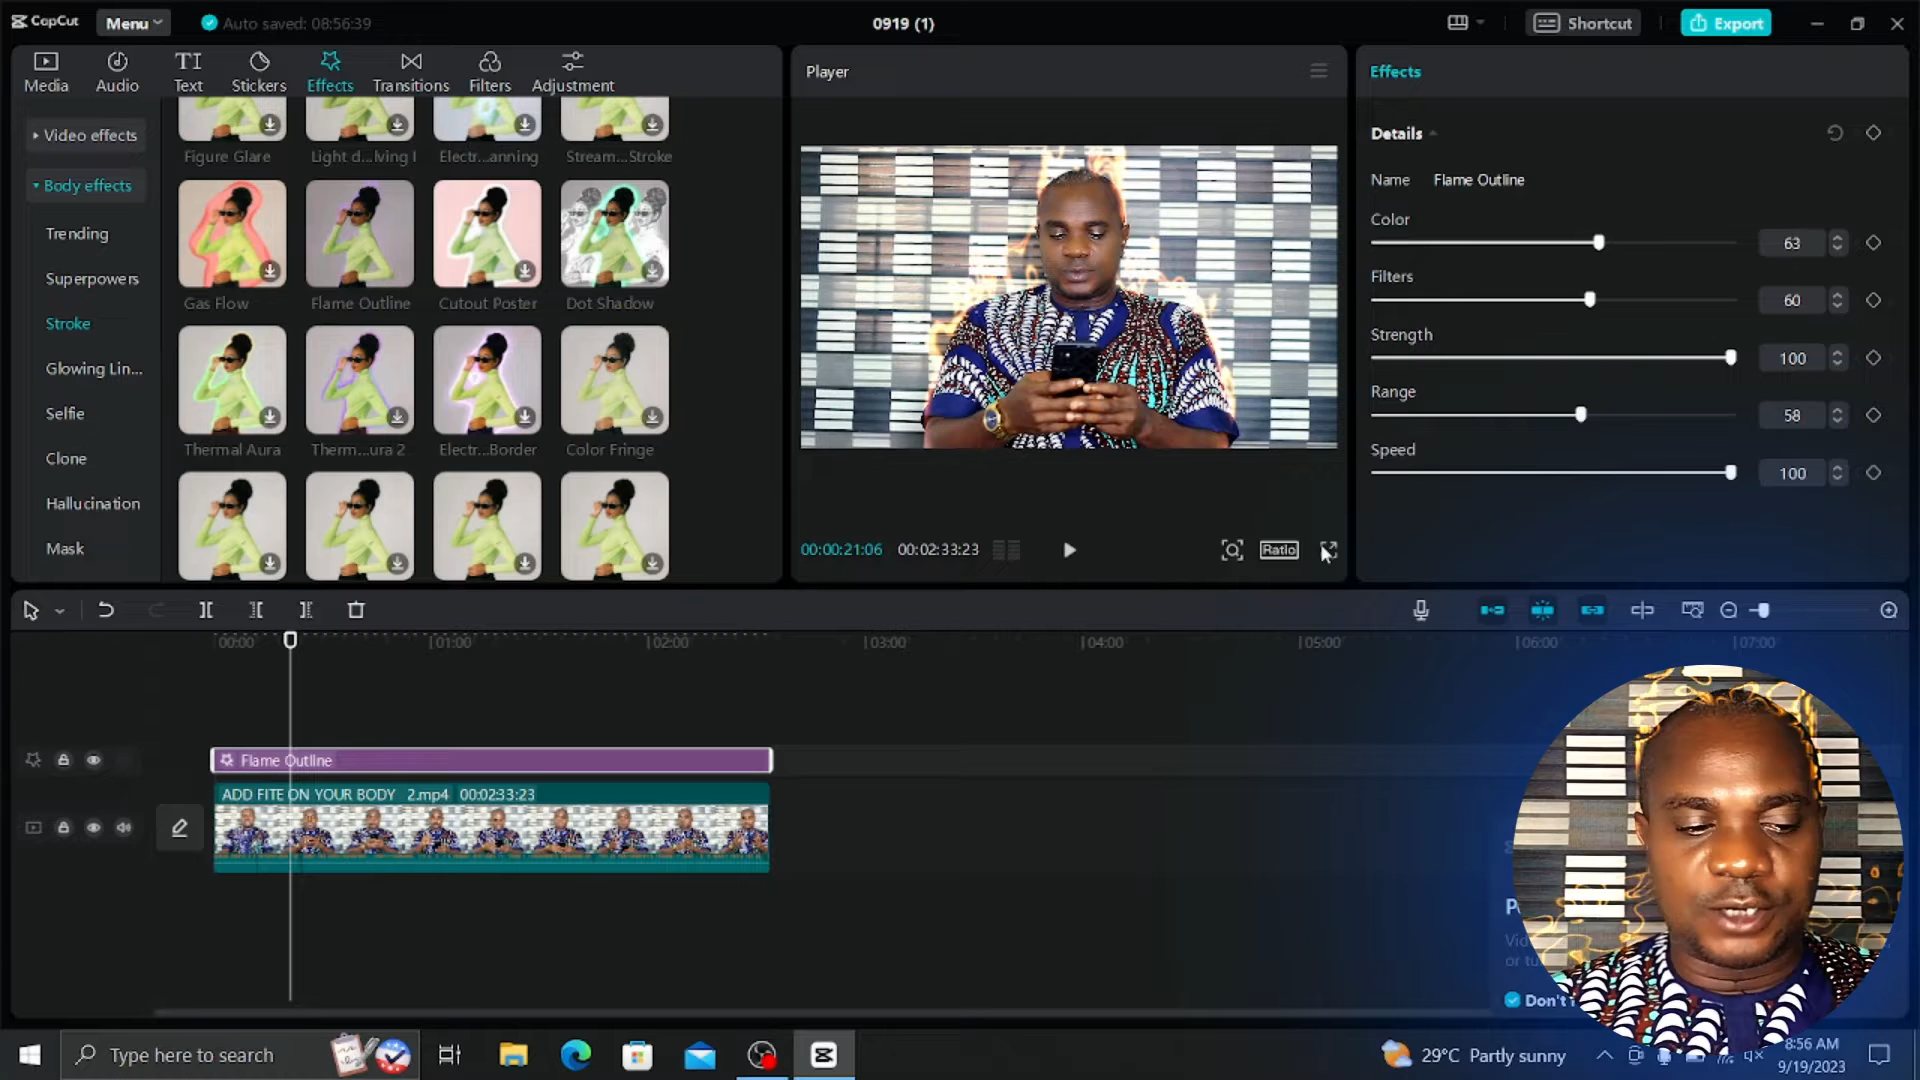 CapCut
Menu
Auto saved: 08:56:39
0919 (1)
Shortcut
Export
Media
Audio
TI
Text
Stickers
Effects
Transitions
Filters
Adjustment
Player
Effects
Video effects
Body effects
Trending
Superpowers
Stroke
Glowing Lin...
Selfie
Clone
Hallucination
Mask
Figure Glare
Light d...lving l
Electr...anning
Stream...Stroke
Gas Flow
Flame Outline
Cutout Poster
Dot Shadow
Thermal Aura
Therm...ura 2
Electr...Border
Color Fringe
00:00:21:06
00:02:33:23
Ratio
Details
Name Flame Outline
Color
63
Filters
60
Strength
100
Range
58
Speed
100
00:00
01:00
02:00
03:00
04:00
05:00
06:00
07:00
Flame Outline
ADD FITE ON YOUR BODY 2.mp4 00:02:33:23
Vid
or tu
Don't
Type here to search
29°C Partly sunny
8:56 AM
9/19/2023